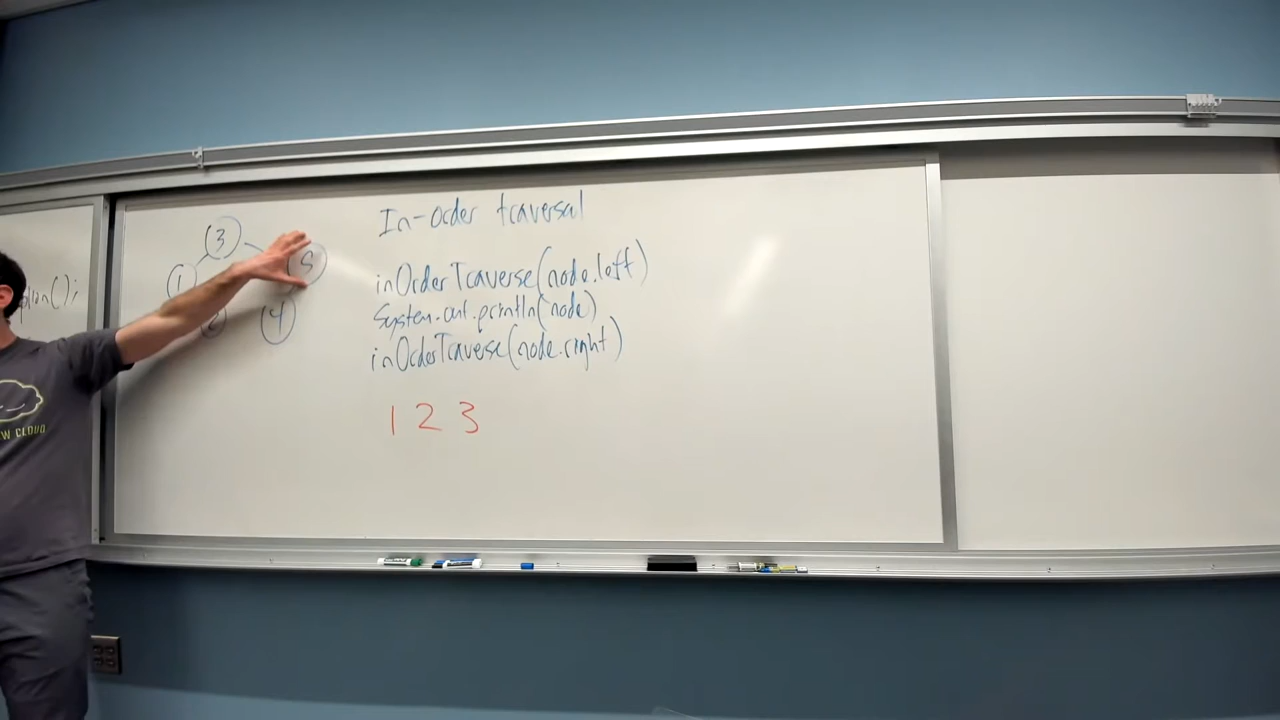 In-order traversal
3
1
5
2
4
inOrderTraverse(node.left)
System.out.println(node)
inOrderTraverse(node.right)
1 2 3
();
CLOUD